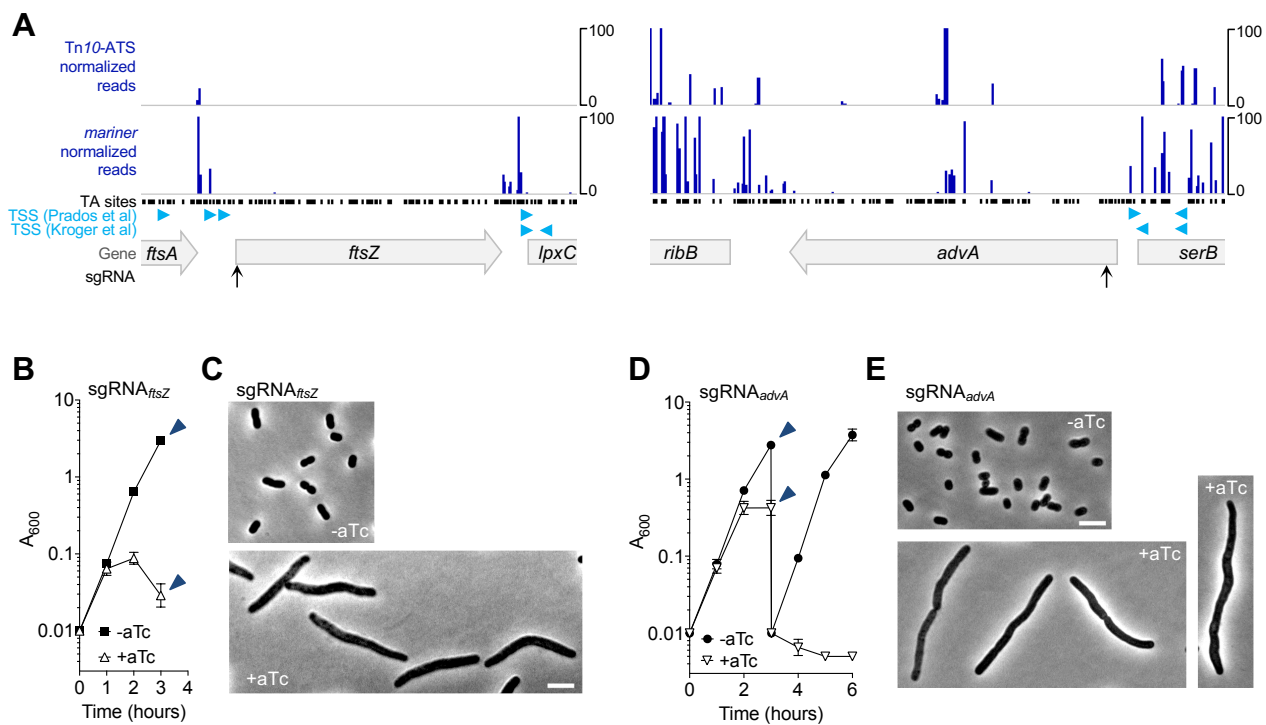 A
Tn10-ATS
normalized
reads
100
0
100
0
mariner
normalized
reads
100
0
100
0
TA sites
TSS (Prados et al)
TSS (Kroger et al)
Gene
ftsA
ftsZ
lpxC
ribB
advA
serB
sgRNA
B
sgRNAftsZ
10
1
0.1
0.01
A600
-aTc
+aTc
0 1 2 3 4
Time (hours)
C
sgRNAftsZ
-aTc
+aTc
D
sgRNAadvA
10
1
0.1
0.01
A600
-aTc
+aTc
0 2 4 6
Time (hours)
E
sgRNAadvA
-aTc
+aTc
+aTc